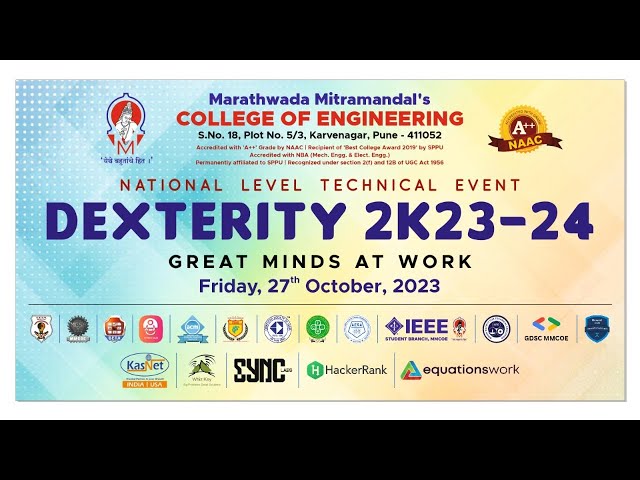 Marathwada Mitramandal's
COLLEGE OF ENGINEERING
S.No. 18, Plot No. 5/3, Karvenagar, Pune - 411052
Accredited with 'A++' Grade by NAAC | Recipient of 'Best College Award 2019' by SPPU
Accredited with NBA (Mech. Engg. & Elect. Engg.)
Permanently affiliated to SPPU | Recognized under section 2(f) and 12B of UGC Act 1956
M
"येथे बहुतांचे हित ।"
A++
NAAC
NATIONAL LEVEL TECHNICAL EVENT
DEXTERITY 2K23-24
GREAT MINDS AT WORK
Friday, 27th October, 2023
IEEE
STUDENT BRANCH, MMCOE
GDSC MMCOE
KasNet
INDIA | USA
SYNC LABS
HackerRank
equationswork